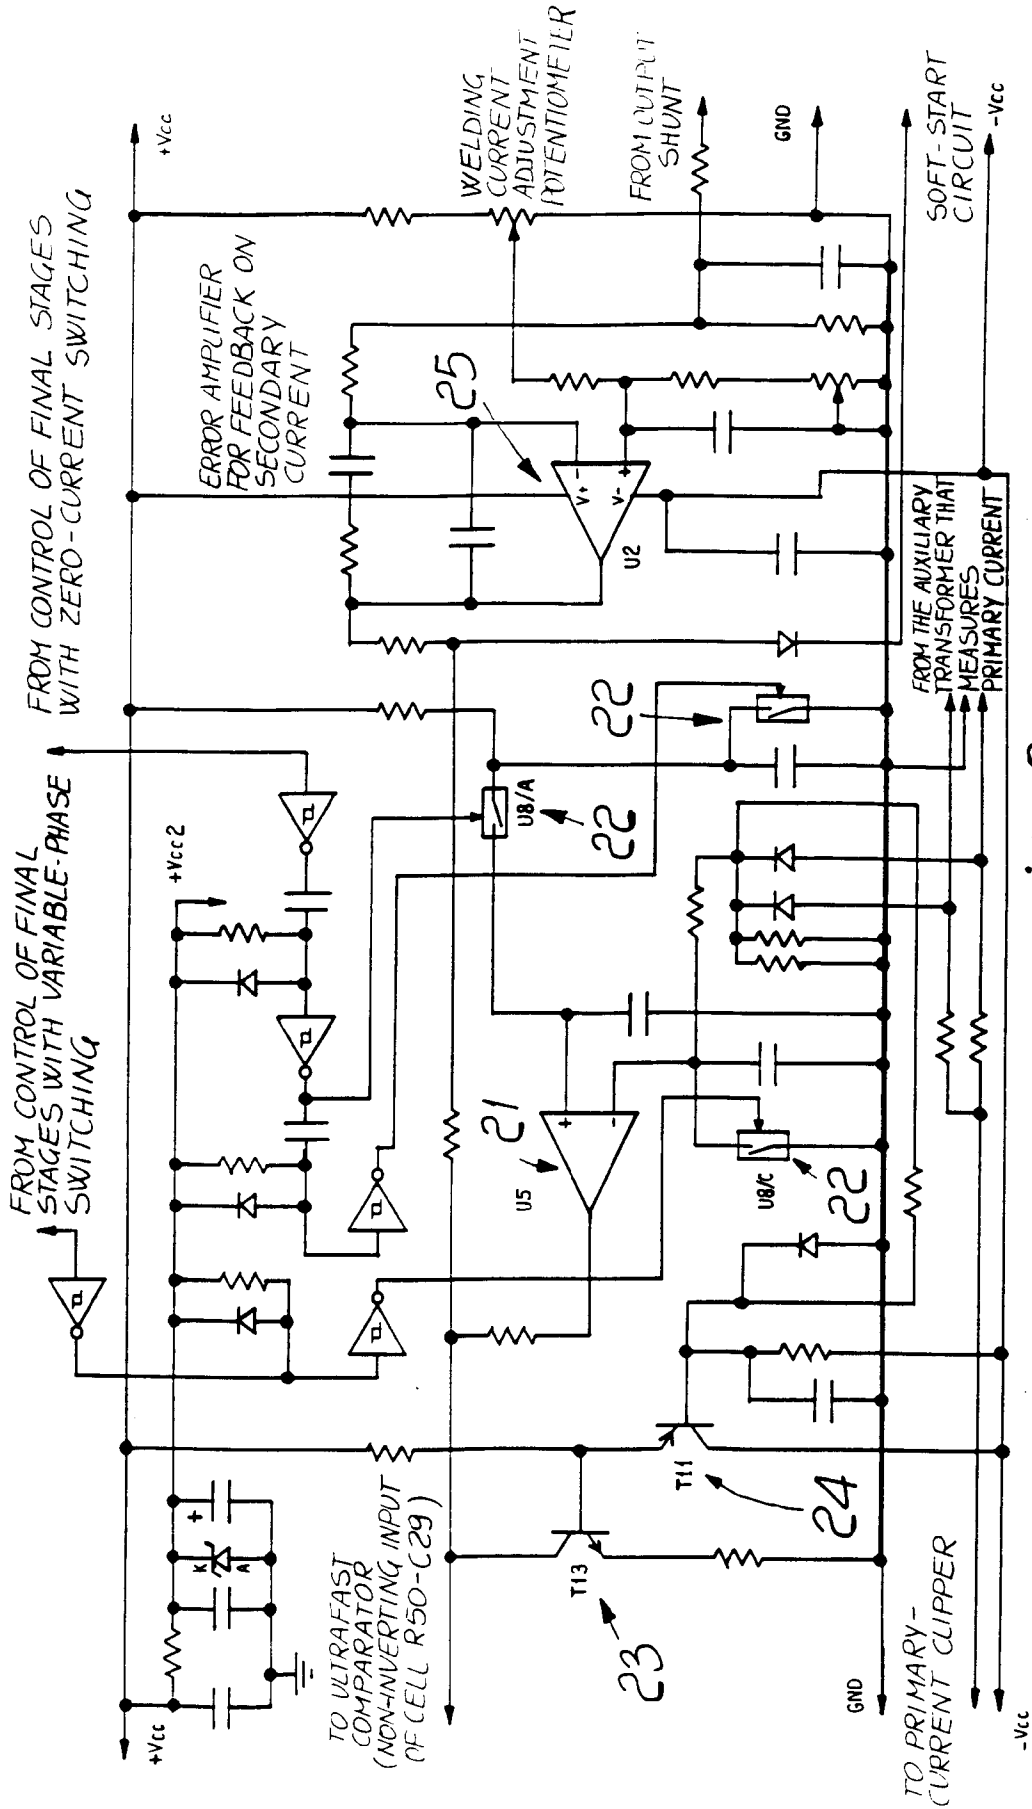 FROM CONTROL OF FINAL STAGES
WITH ZERO-CURRENT SWITCHING
FROM CONTROL OF FINAL
STAGES WITH VARIABLE-PHASE
SWITCHING
+Vcc
+Vcc
+Vcc2
K
A
+
ERROR AMPLIFIER
FOR FEEDBACK ON
SECONDARY
CURRENT
WELDING
CURRENT
ADJUSTMENT
POTENTIOMETER
25
V+
V-
-
+
U2
FROM OUTPUT
SHUNT
GND
22
U8/A
22
21
U5
+
-
U8/C
22
TO ULTRAFAST
COMPARATOR
(NON-INVERTING INPUT
OF CELL R50-C29)
T11
24
T13
23
SOFT-START
CIRCUIT
-Vcc
FROM THE AUXILIARY
TRANSFORMER THAT
MEASURES
PRIMARY CURRENT
GND
TO PRIMARY-
CURRENT CLIPPER
-Vcc